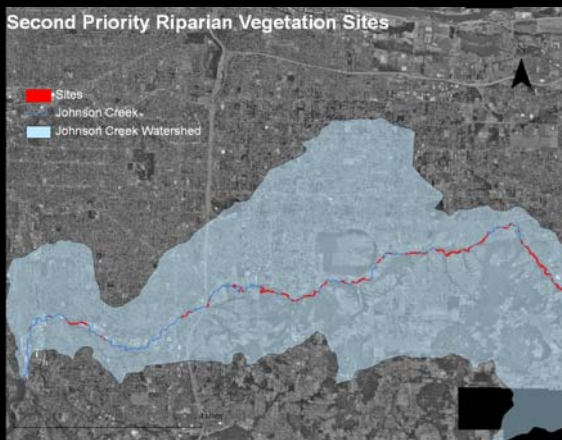 Second Priority Riparian Vegetation Sites
Sites
Johnson Creek
Johnson Creek Watershed